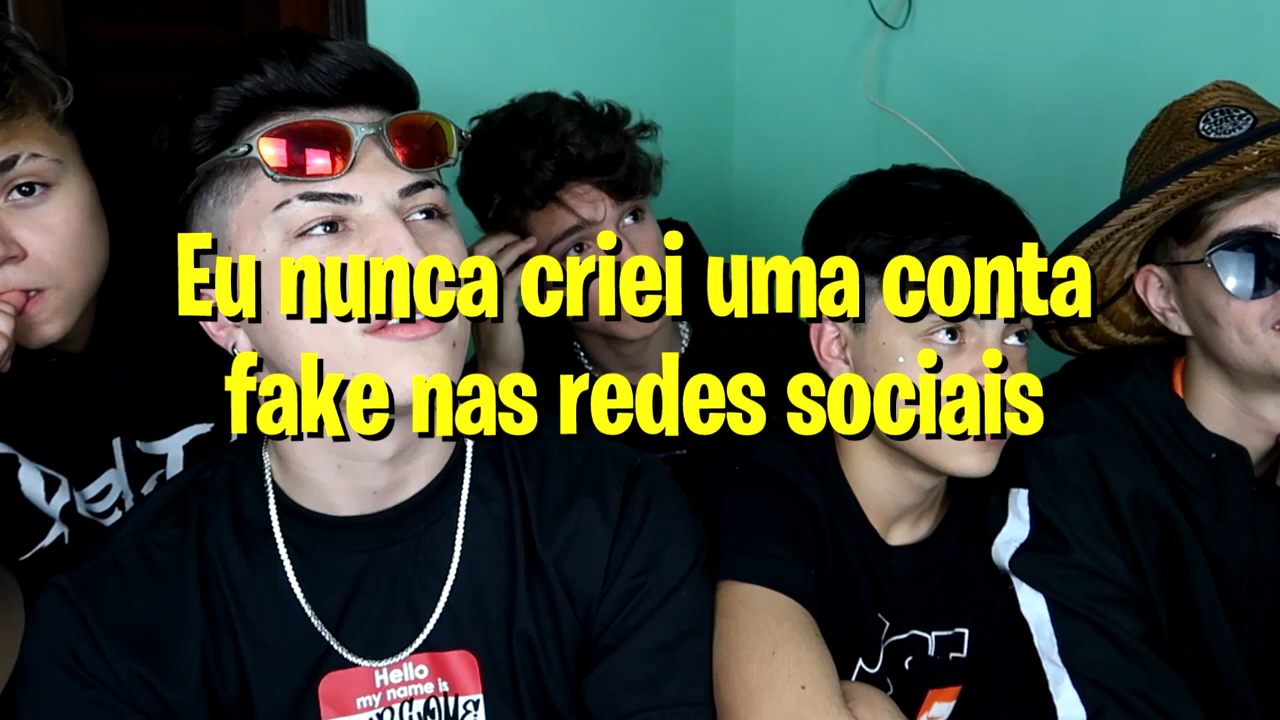 Eu nunca criei uma conta
fake nas redes sociais
Hello
my name is